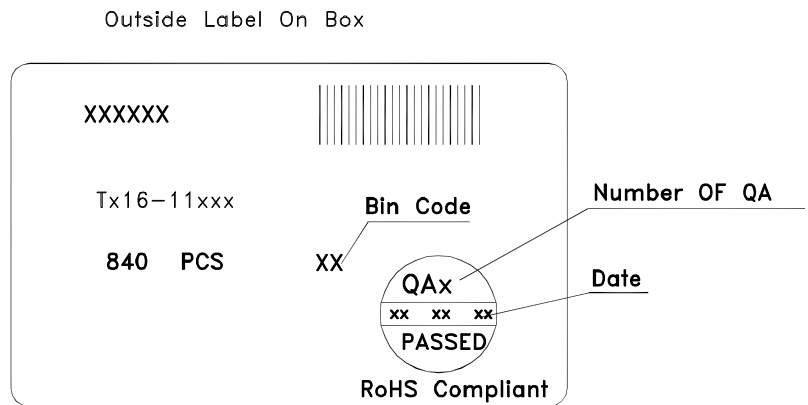 Outside Label On Box
XXXXXX
Tx16-11xxx
Bin Code
Number OF QA
840 PCS
XX
QAx
Date
xx xx xx
PASSED
RoHS Compliant